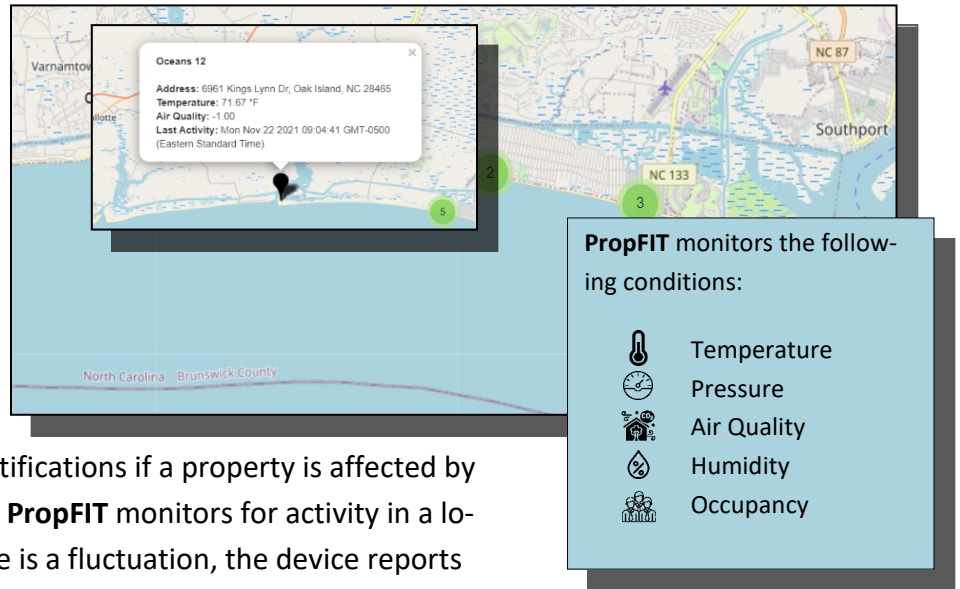 NC 87
Varnamtow
Oceans 12
×
Address: 6961 Kings Lynn Dr, Oak Island, NC 28465
Temperature: 71.67 °F
Air Quality: -1.00
Last Activity: Mon Nov 22 2021 09:04:41 GMT-0500
(Eastern Standard Time)
llotte
Southport
NC 133
2
3
5
North Carolina Brunswick County
PropFIT monitors the follow-
ing conditions:
Temperature
Pressure
Air Quality
Humidity
Occupancy
tifications if a property is affected by
PropFIT monitors for activity in a lo-
e is a fluctuation, the device reports